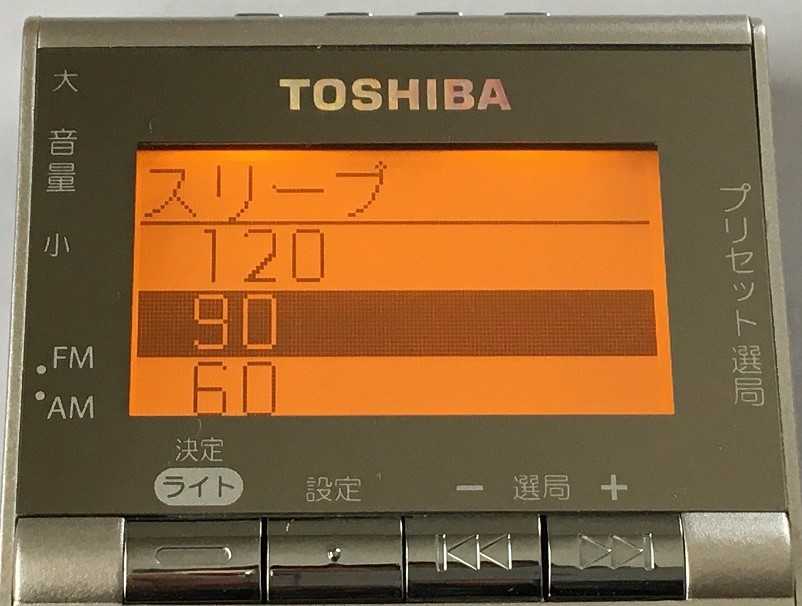 TOSHIBA
大
音量
小
FM
AM
スリープ
120
90
60
プリセット選局
決定
ライト
設定
− 選局 +